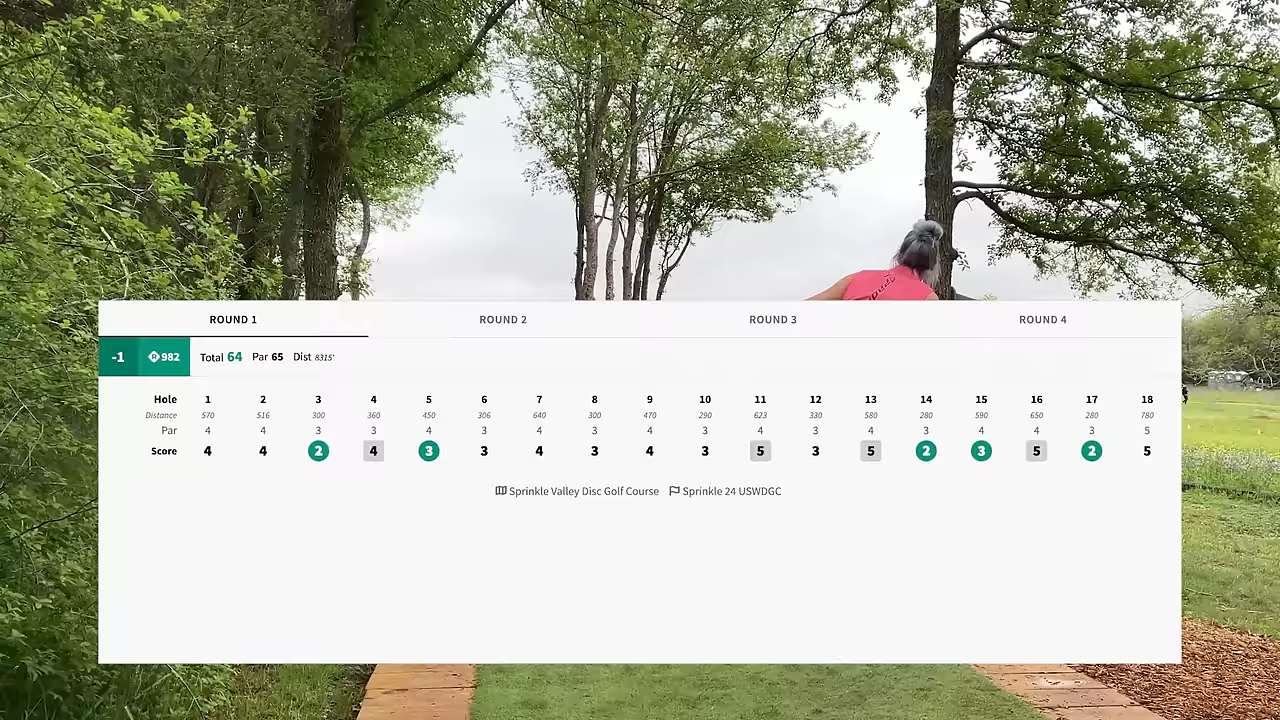 ROUND 1 ROUND 2 ROUND 3 ROUND 4
-1 R 982 Total 64 Par 65 Dist 8315'
Hole 1 2 3 4 5 6 7 8 9 10 11 12 13 14 15 16 17 18
Distance 570 516 300 360 450 306 640 300 470 290 623 330 580 280 590 650 280 780
Par 4 4 3 3 4 3 4 3 4 3 4 3 4 3 4 4 3 5
Score 4 4 2 4 3 3 4 3 4 3 5 3 5 2 3 5 2 5
Sprinkle Valley Disc Golf Course Sprinkle 24 USWDGC